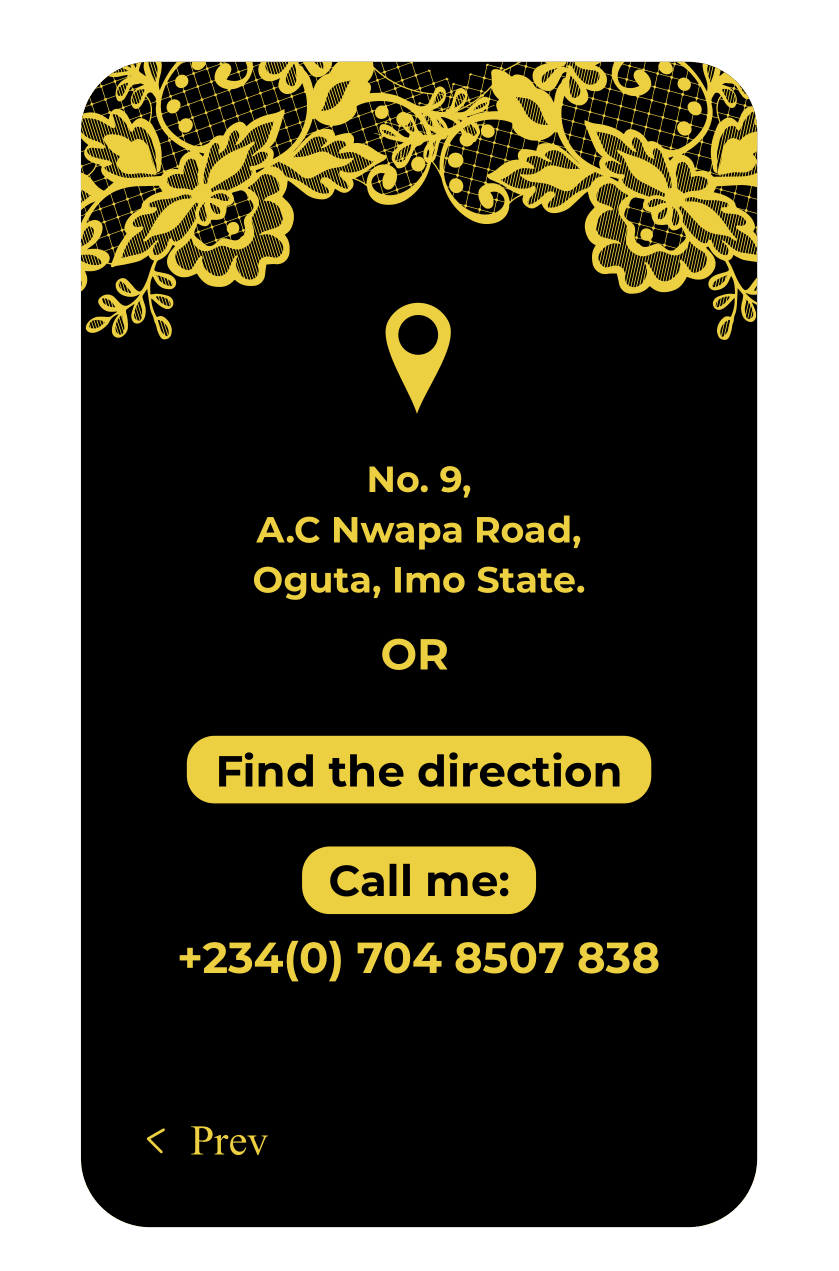 No. 9,
A.C Nwapa Road,
Oguta, Imo State.
OR
Find the direction
Call me:
+234(0) 704 8507 838
< Prev